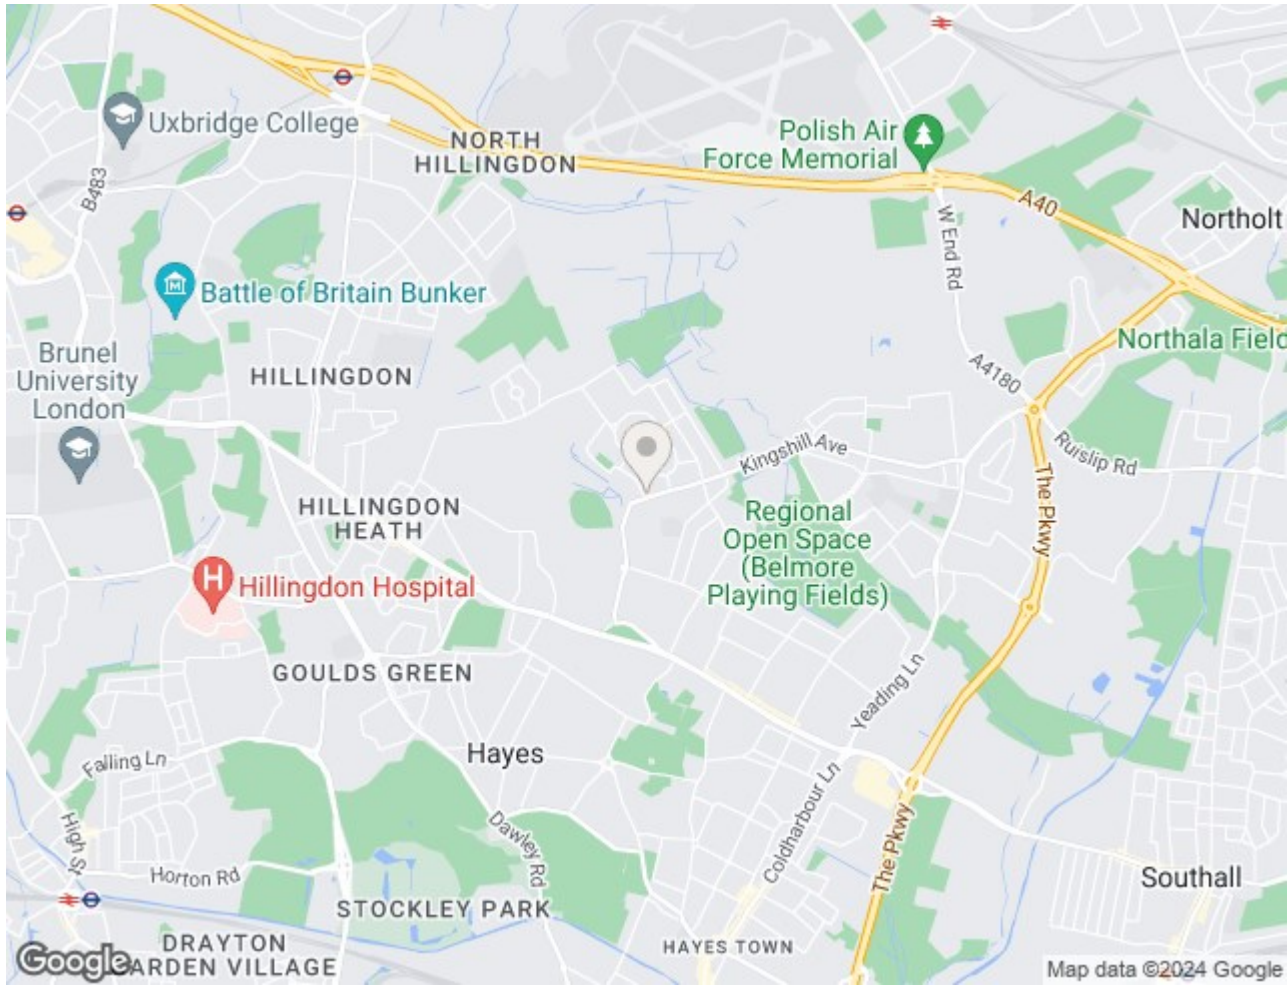 Uxbridge College
B483
NORTH
HILLINGDON
Polish Air
Force Memorial
A40
W End Rd
Northolt
Battle of Britain Bunker
Northala Field
Brunel
University
London
HILLINGDON
A4180
Kingshill Ave
Ruislip Rd
The Pkwy
HILLINGDON
HEATH
Regional
Open Space
(Belmore
Playing Fields)
H
Hillingdon Hospital
GOULDS GREEN
Yeading Ln
Falling Ln
Hayes
Coldharbour Ln
High St
Dawley Rd
The Pkwy
Horton Rd
Southall
STOCKLEY PARK
DRAYTON
GARDEN VILLAGE
HAYES TOWN
Google
Map data ©2024 Google